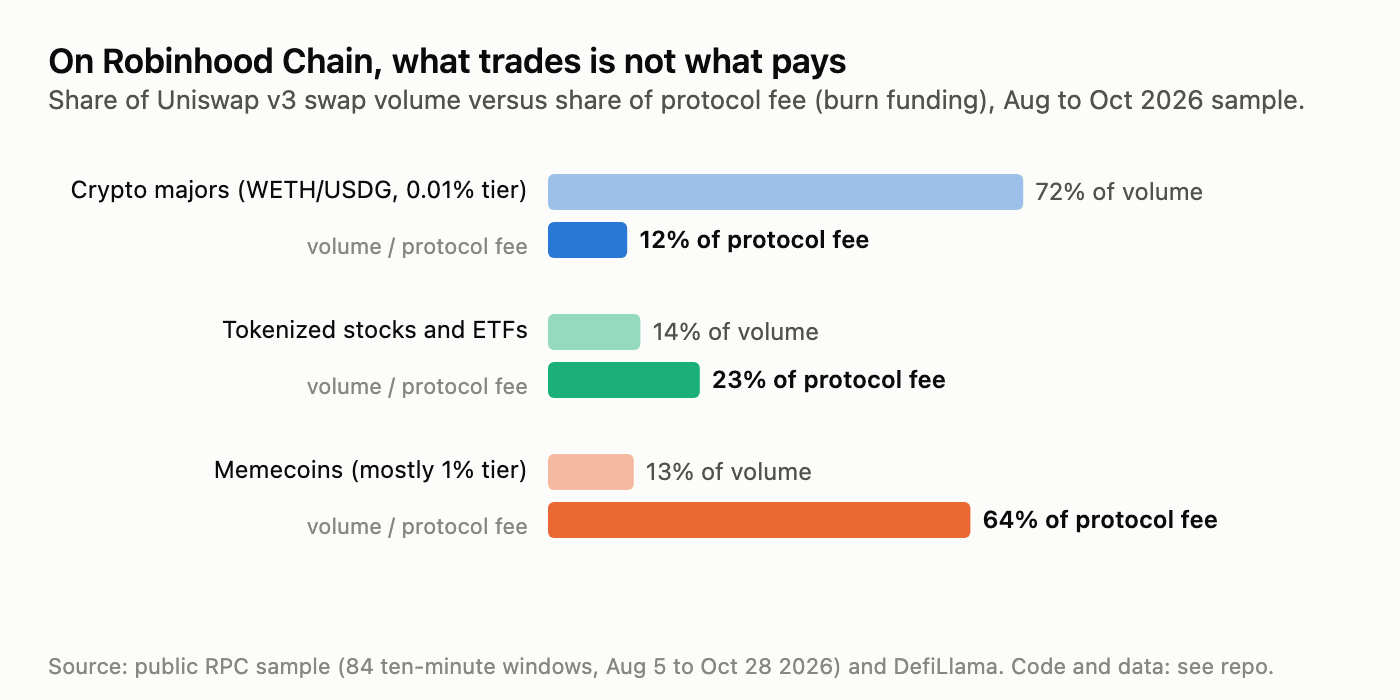 On Robinhood Chain, what trades is not what pays
Share of Uniswap v3 swap volume versus share of protocol fee (burn funding), Aug to Oct 2026 sample.
Crypto majors (WETH/USDG, 0.01% tier)
72% of volume
volume / protocol fee
12% of protocol fee
Tokenized stocks and ETFs
14% of volume
volume / protocol fee
23% of protocol fee
Memecoins (mostly 1% tier)
13% of volume
volume / protocol fee
64% of protocol fee
Source: public RPC sample (84 ten-minute windows, Aug 5 to Oct 28 2026) and DefiLlama. Code and data: see repo.